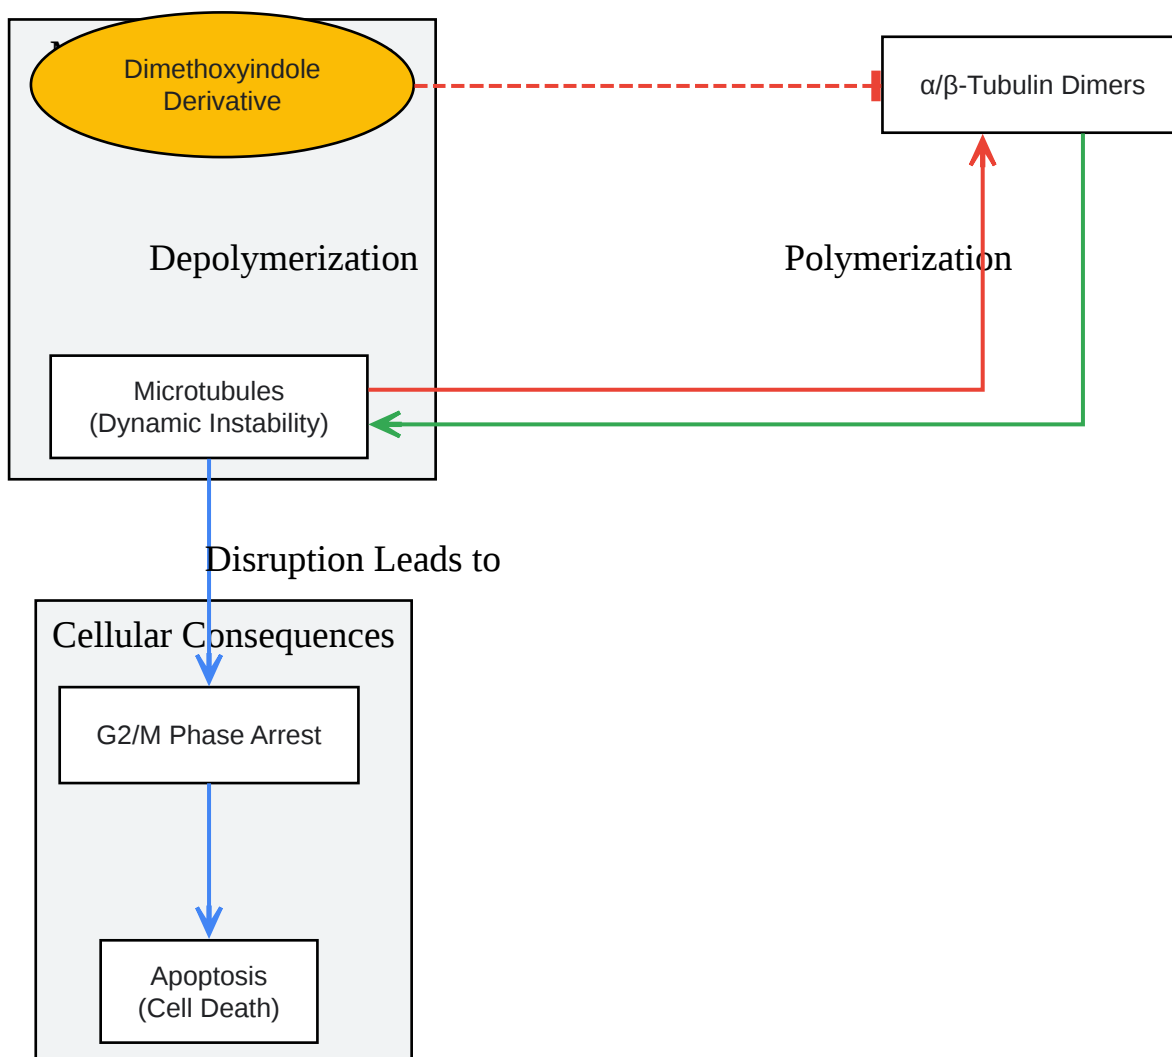 Dimethoxyindole
Derivative
α/β-Tubulin Dimers
Depolymerization
Polymerization
Microtubules
(Dynamic Instability)
Disruption Leads to
Cellular Consequences
G2/M Phase Arrest
Apoptosis
(Cell Death)